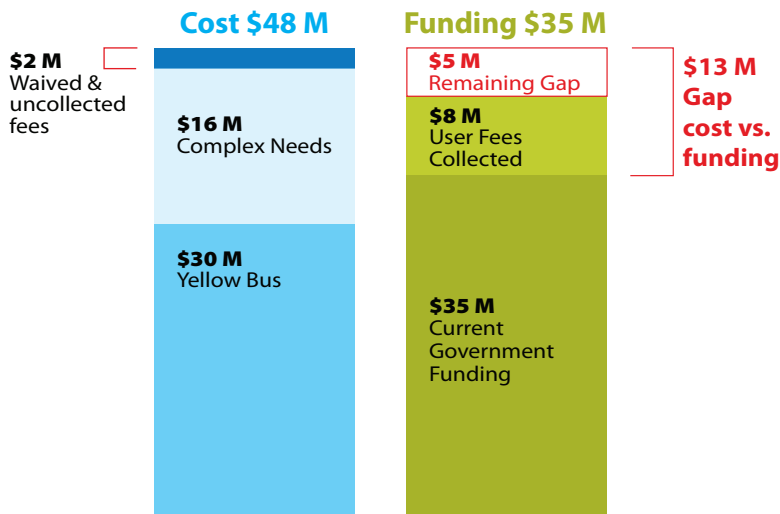 Cost $48 M
Funding $35 M
$2 M
Waived &
uncollected
fees
$16 M
Complex Needs
$30 M
Yellow Bus
$5 M
Remaining Gap
$8 M
User Fees
Collected
$35 M
Current
Government
Funding
$13 M
Gap
cost vs.
funding